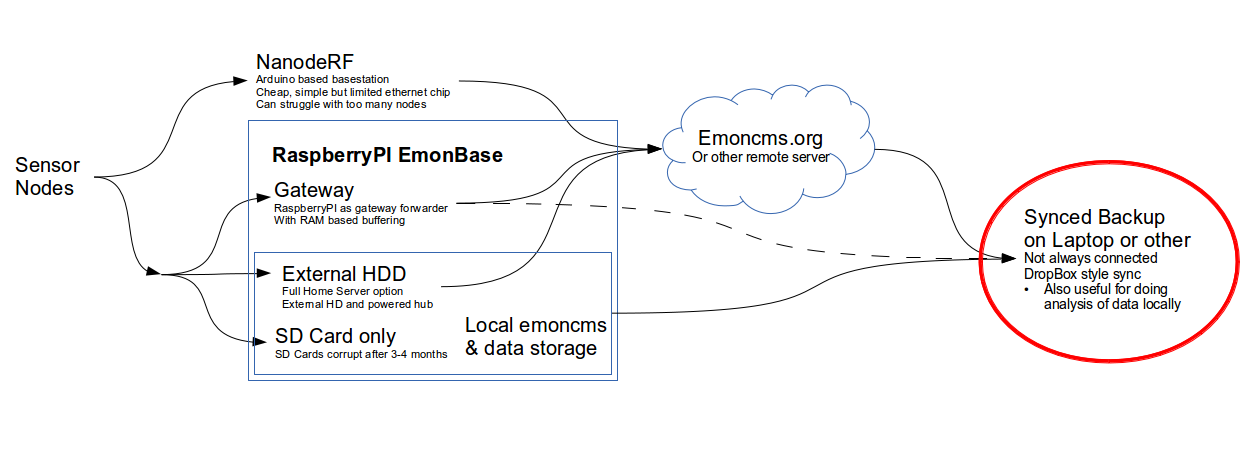 Sensor
Nodes
NanodeRF
Arduino based basestation
Cheap, simple but limited ethernet chip
Can struggle with too many nodes
RaspberryPI EmonBase
Gateway
RaspberryPI as gateway forwarder
With RAM based buffering
External HDD
Full Home Server option
External HD and powered hub
SD Card only
SD Cards corrupt after 3-4 months
Local emoncms
& data storage
Emoncms.org
Or other remote server
Synced Backup
on Laptop or other
Not always connected
DropBox style sync
• Also useful for doing
analysis of data locally